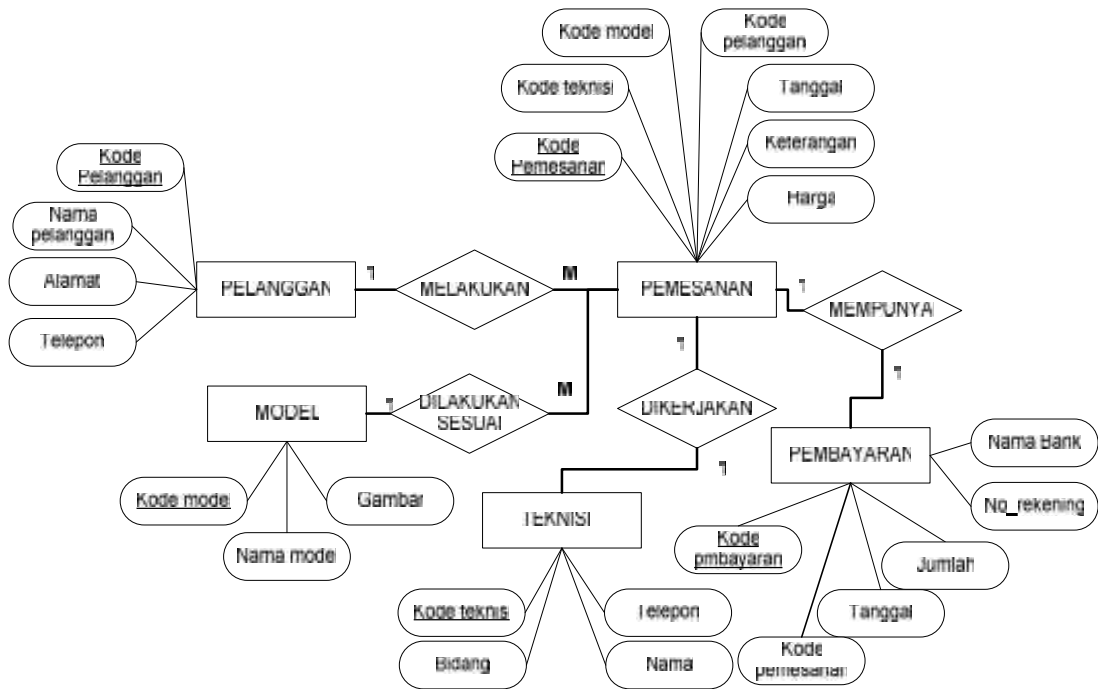 Kode model
Kode
pelanggan
Kode teknisi
Tanggal
Kode
Pemesanan
Keterangan
Harga
Kode
Pelanggan
Nama
pelanggan
Alamat
Telepon
PELANGGAN
1
MELAKUKAN
M
PEMESANAN
1
MEMPUNYA
1
1
MODEL
1
DILAKUKAN
SESUAI
M
DIKERJAKAN
1
PEMBAYARAN
Nama Bank
No_rekening
Kode model
Gambar
Nama model
TEKNISI
Kode
pmbayaran
Jumlah
Tanggal
Kode
pemesanan
Kode teknis
Telepon
Bidang
Nama